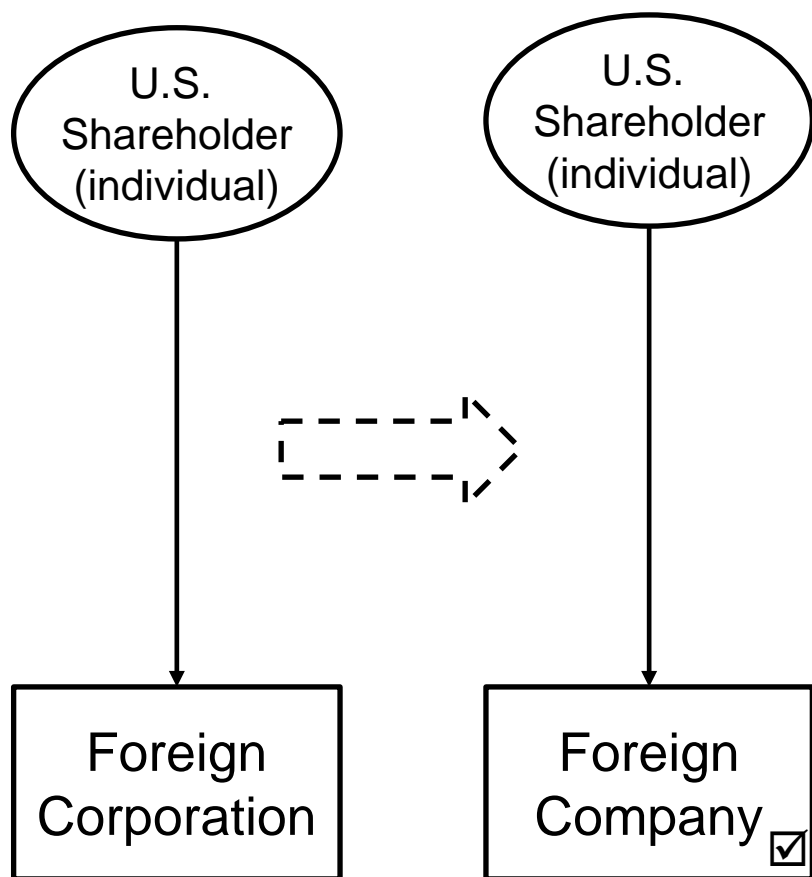 U.S.
Shareholder
(individual)
U.S.
Shareholder
(individual)
Foreign
Corporation
Foreign
Company